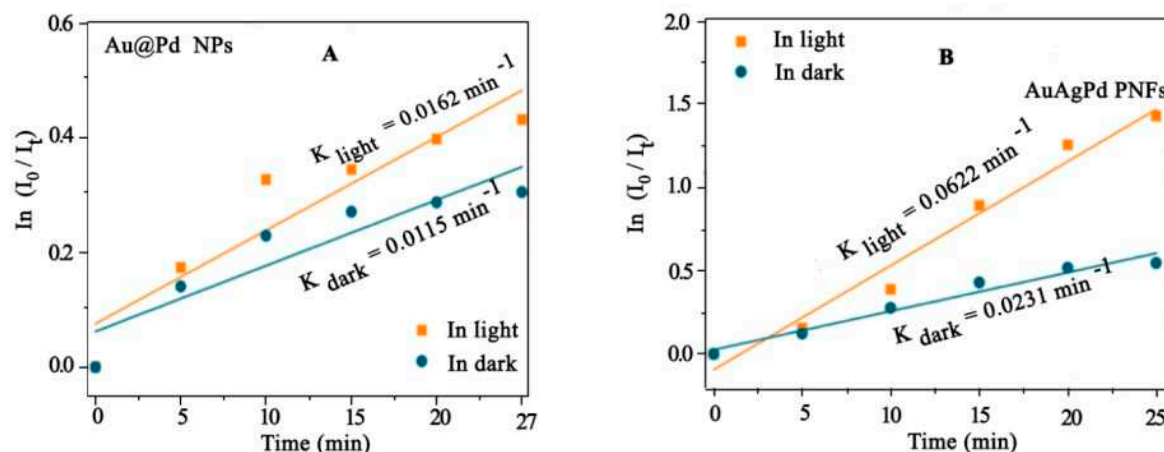 Au@Pd NPs
A
0.6
0.4
0.2
0.0
ln (I0 / It)
K light = 0.0162 min-1
K dark = 0.0115 min-1
In light
In dark
0 5 10 15 20 27
Time (min)
In light
In dark
B
AuAgPd PNFs
2.0
1.5
1.0
0.5
0.0
ln (I0 / It)
K light = 0.0622 min-1
K dark = 0.0231 min-1
0 5 10 15 20 25
Time (min)